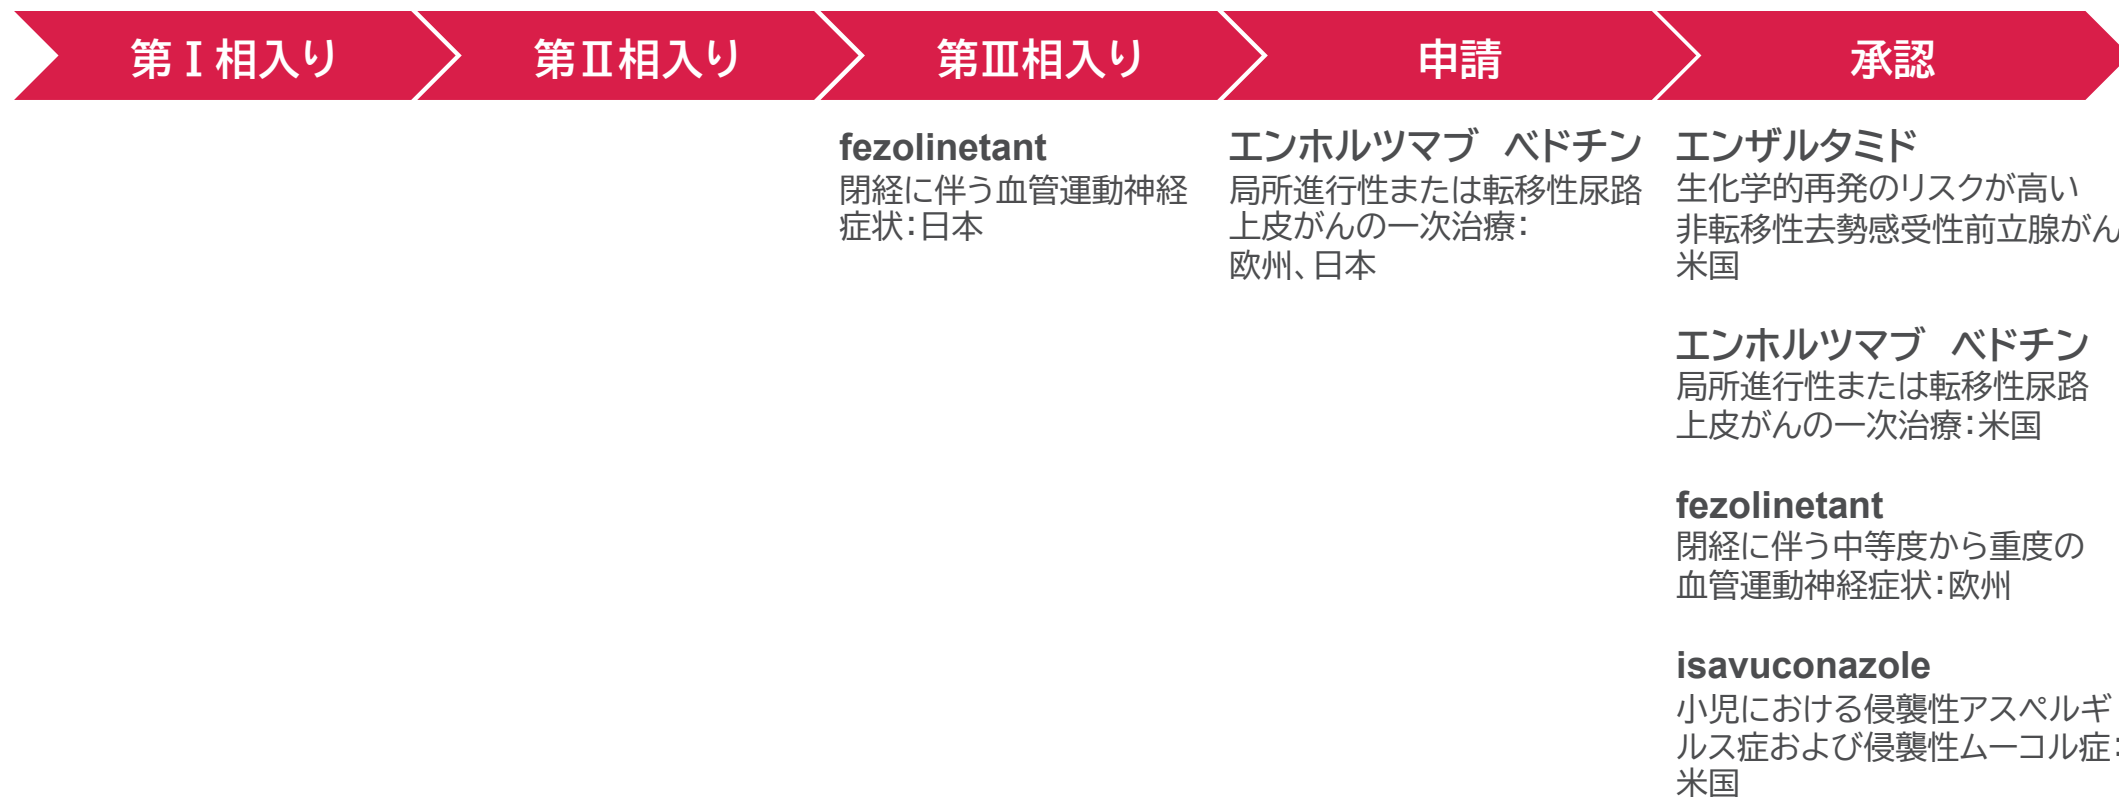 第Ⅰ相入り
第Ⅱ相入り
第Ⅲ相入り
申請
承認
fezolinetant
閉経に伴う血管運動神経
症状：日本
エンホルツマブ　ベドチン
局所進行性または転移性尿路
上皮がんの一次治療：
欧州、日本
エンザルタミド
生化学的再発のリスクが高い
非転移性去勢感受性前立腺がん
米国
エンホルツマブ　ベドチン
局所進行性または転移性尿路
上皮がんの一次治療：米国
fezolinetant
閉経に伴う中等度から重度の
血管運動神経症状：欧州
isavuconazole
小児における侵襲性アスペルギ
ルス症および侵襲性ムーコル症：
米国